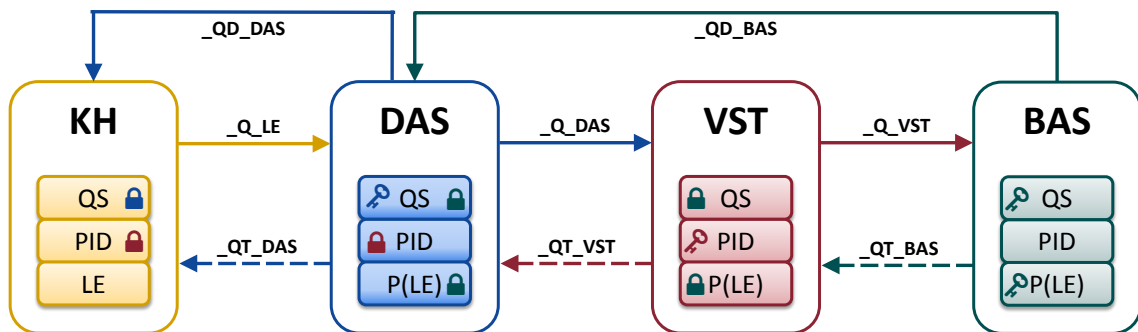 _QD_DAS
_QD_BAS
KH
_Q_LE
DAS
_Q_DAS
VST
_Q_VST
BAS
QS
QS
QS
QS
PID
_QT_DAS
PID
_QT_VST
PID
_QT_BAS
PID
LE
P(LE)
P(LE)
P(LE)